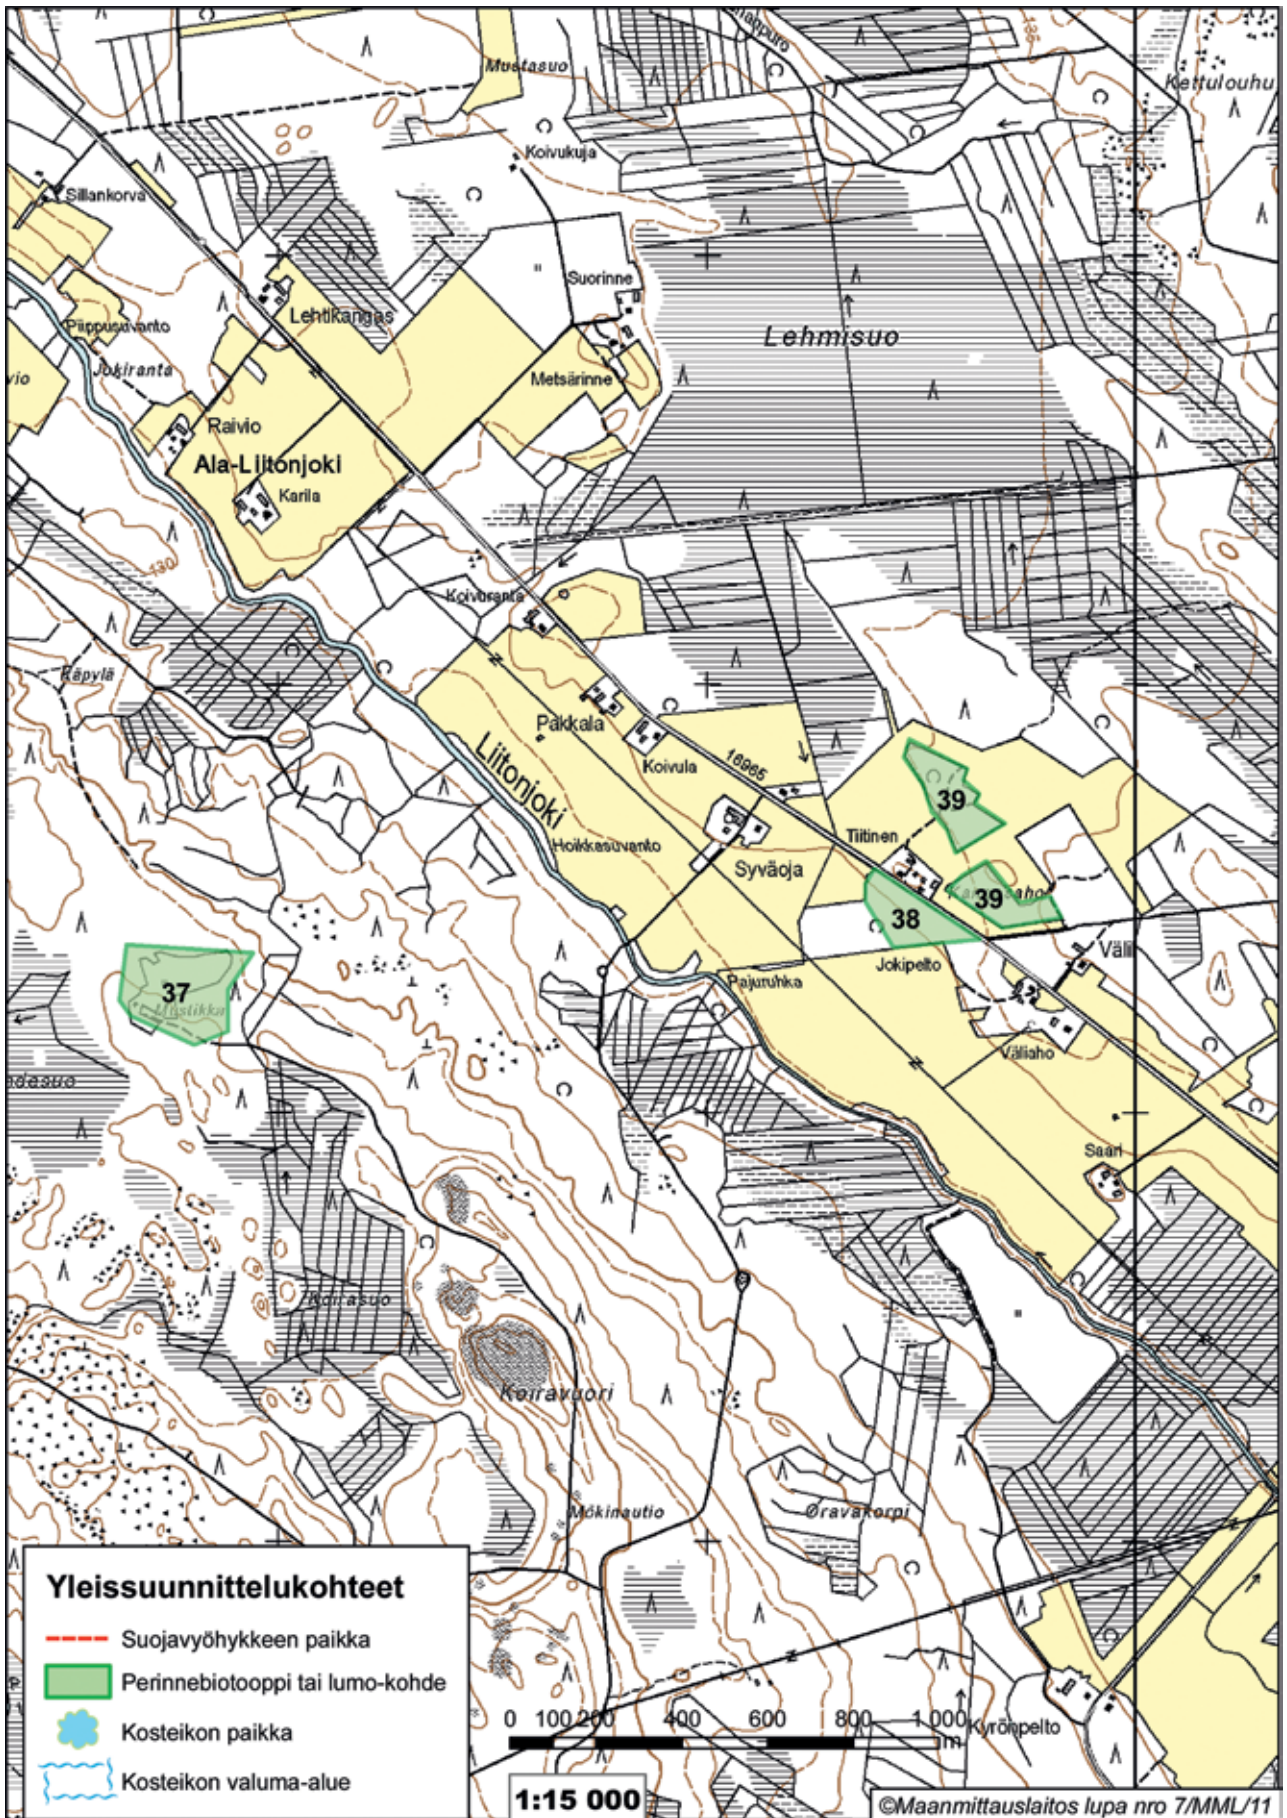 Mustasuo
135
Kettulouhu
Koivukuja
Sillankorva
Suorinne
Lehtikangas
Piippusuvanto
Lehmisuo
Jokiranta
vio
Metsärinne
Raivio
Ala-Liitonjoki
Karila
130
Koivuranta
Räpylä
Pakkala
Liitonjoki
Koivula
16965
39
Hoikkasuvanto
Tiitinen
Syväoja
39
38
Väli
Jokipelto
Pajuruhka
37
Mustikka
Väliaho
Saari
Koirasuo
Koiravuori
Mökinautio
Oravakorpi
Yleissuunnittelukohteet
Suojavyöhykkeen paikka
Perinnebiotooppi tai lumo-kohde
Kosteikon paikka
Kosteikon valuma-alue
0 100 200 400 600 800 1 000
m
Kyrönpelto
1:15 000
©Maanmittauslaitos lupa nro 7/MML/11